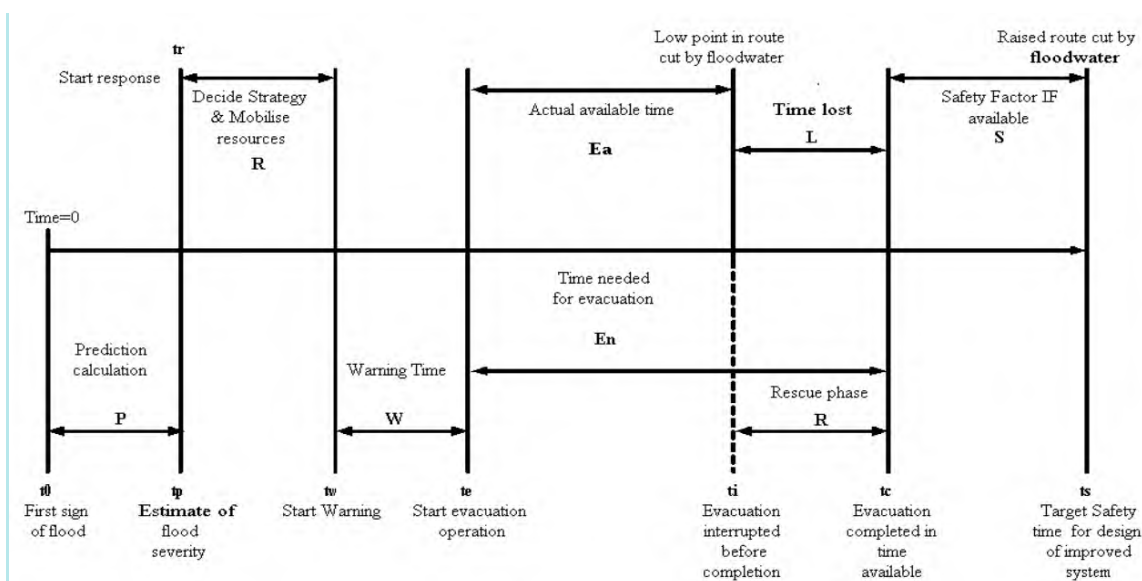 tr
Start response
Decide Strategy
& Mobilise
resources
R
Low point in route
cut by floodwater
Actual available time
Ea
Time lost
L
Raised route cut by
floodwater
Safety Factor IF
available
S
Time=0
Time needed
for evacuation
En
Prediction
calculation
P
Warning Time
W
Rescue phase
R
t0
First sign
of flood
tp
Estimate of
flood
severity
tw
Start Warning
te
Start evacuation
operation
ti
Evacuation
interrupted
before
completion
tc
Evacuation
completed in
time
available
ts
Target Safety
time for design
of improved
system